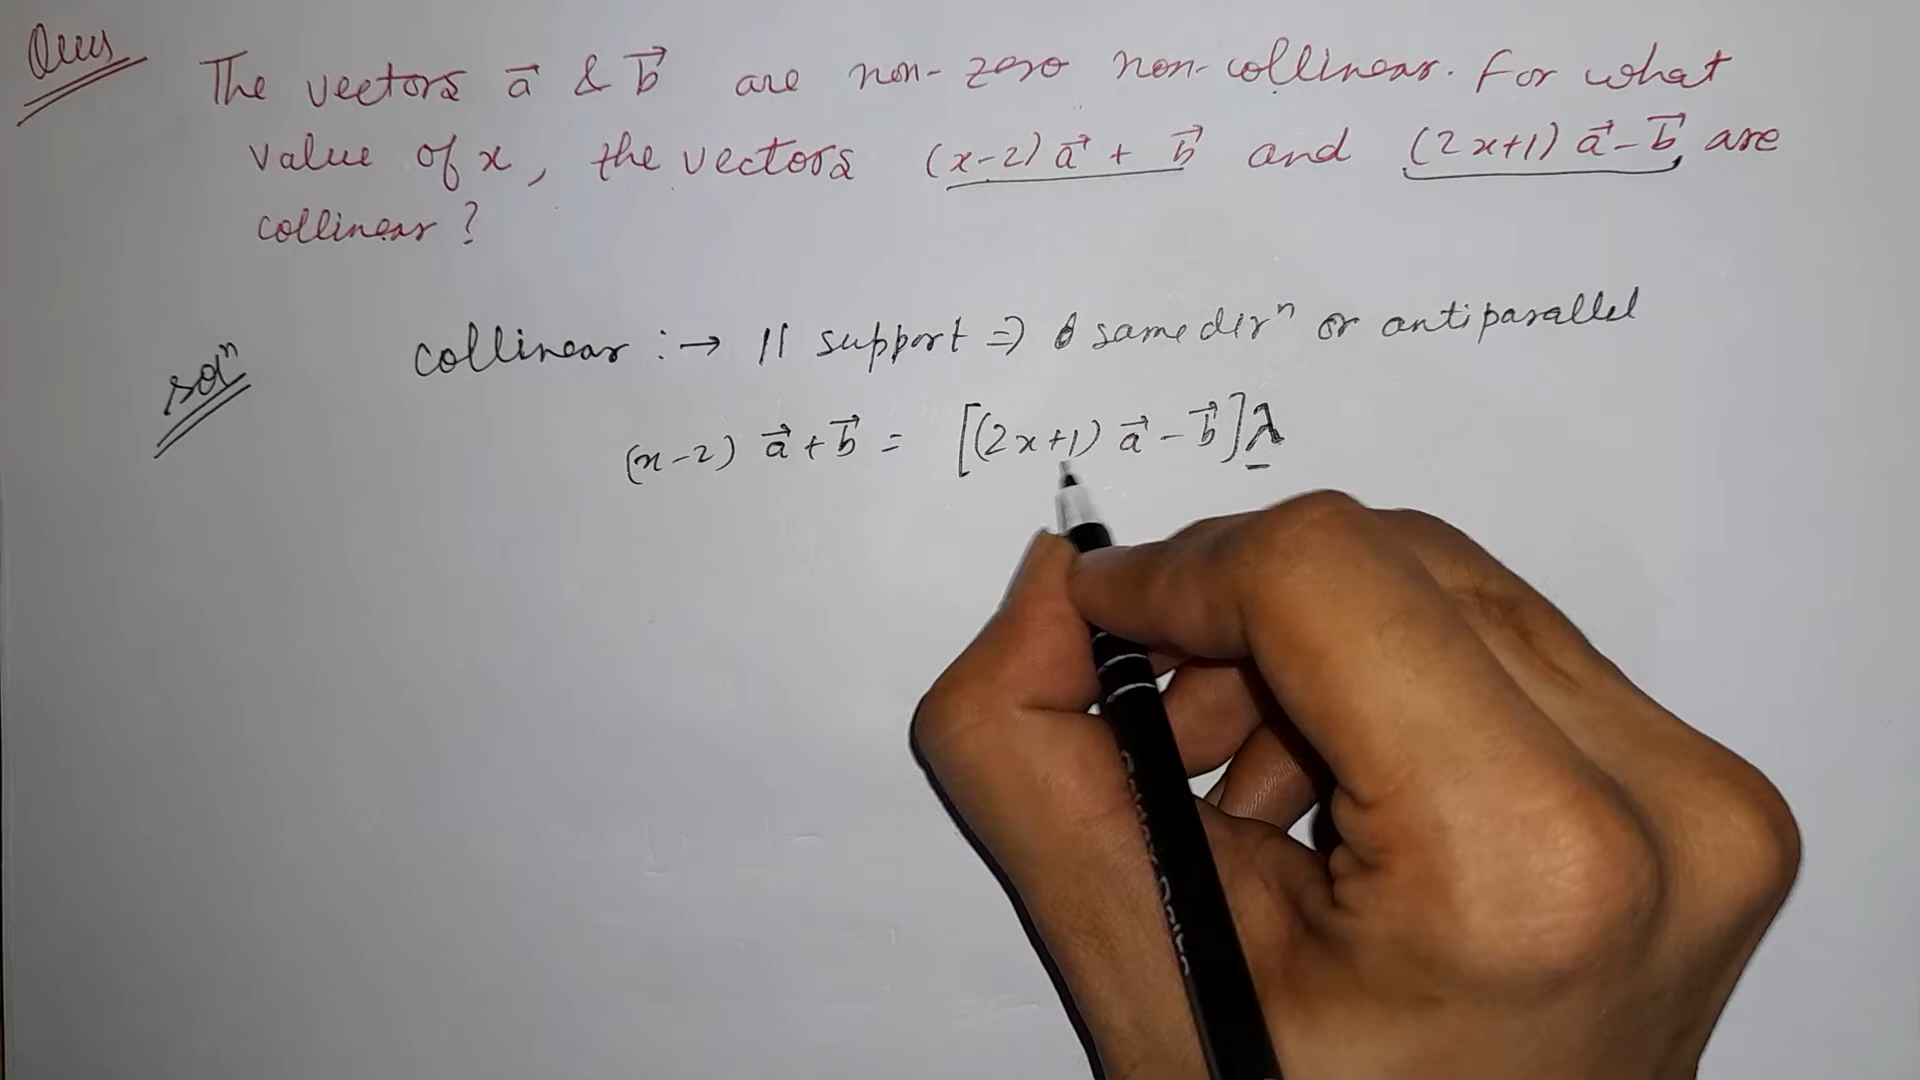 Ques
The vectors a⃗ & b⃗ are non-zero non-collinear. For what
value of x, the vectors (x-2) a⃗ + b⃗ and (2x+1) a⃗ - b⃗, are
collinear ?
solⁿ
collinear :→ || support ⇒ same dirⁿ or antiparallel
(x-2) a⃗ + b⃗ = [(2x+1) a⃗ - b⃗]λ